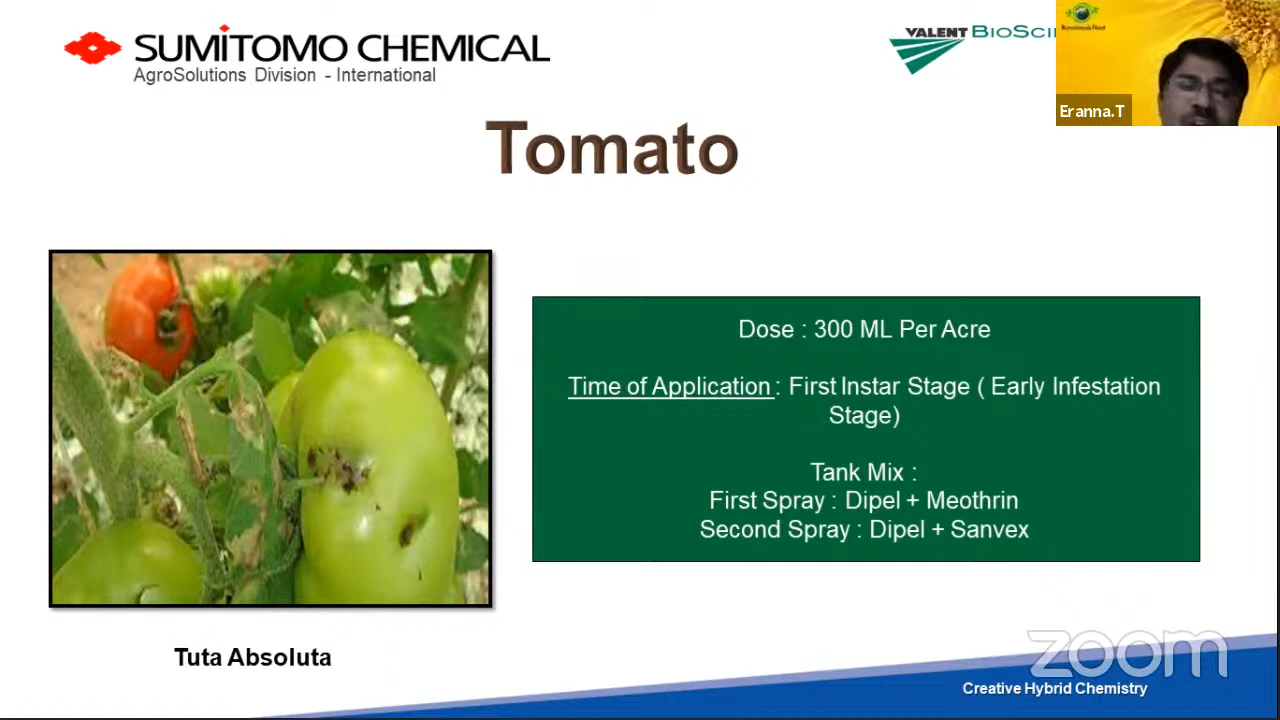 SUMITOMO CHEMICAL
AgroSolutions Division - International
VALENT BIOSCI
Eranna.T
Tomato
Dose : 300 ML Per Acre
Time of Application : First Instar Stage ( Early Infestation
Stage)
Tank Mix :
First Spray : Dipel + Meothrin
Second Spray : Dipel + Sanvex
Tuta Absoluta
zoom
Creative Hybrid Chemistry